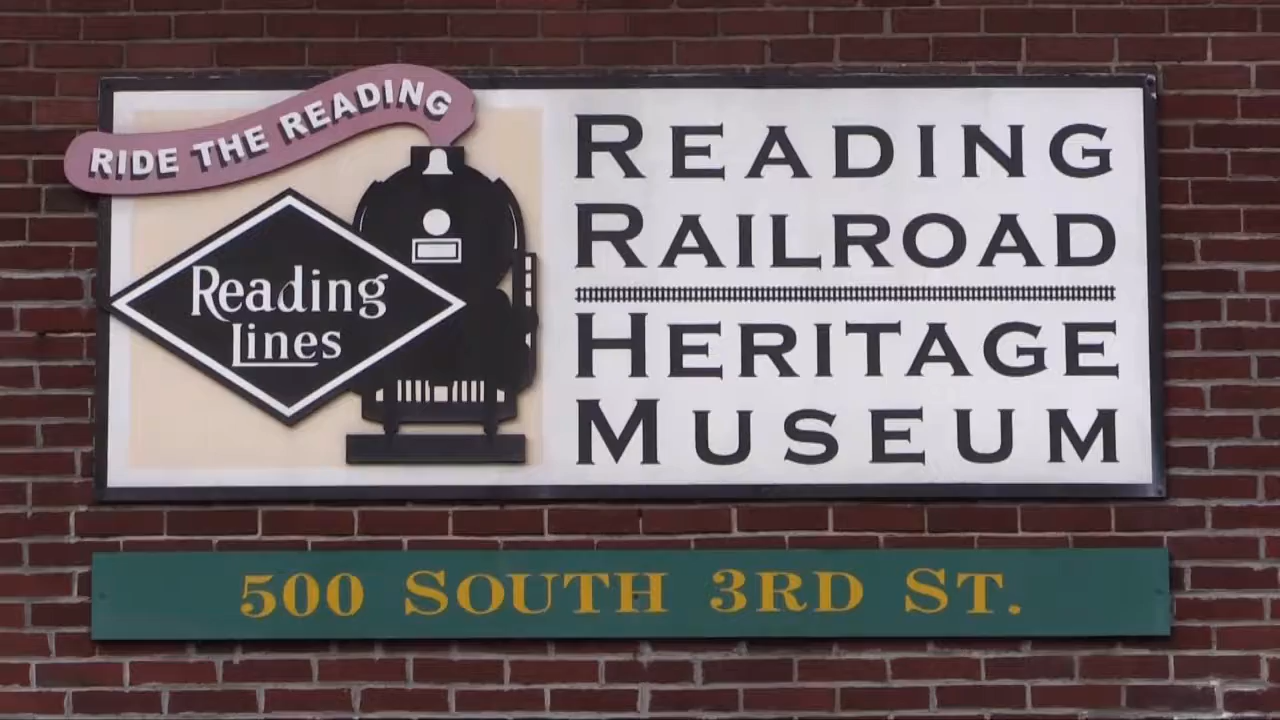 RIDE THE READING
Reading
Lines
READING
RAILROAD
HERITAGE
MUSEUM
500 SOUTH 3RD ST.